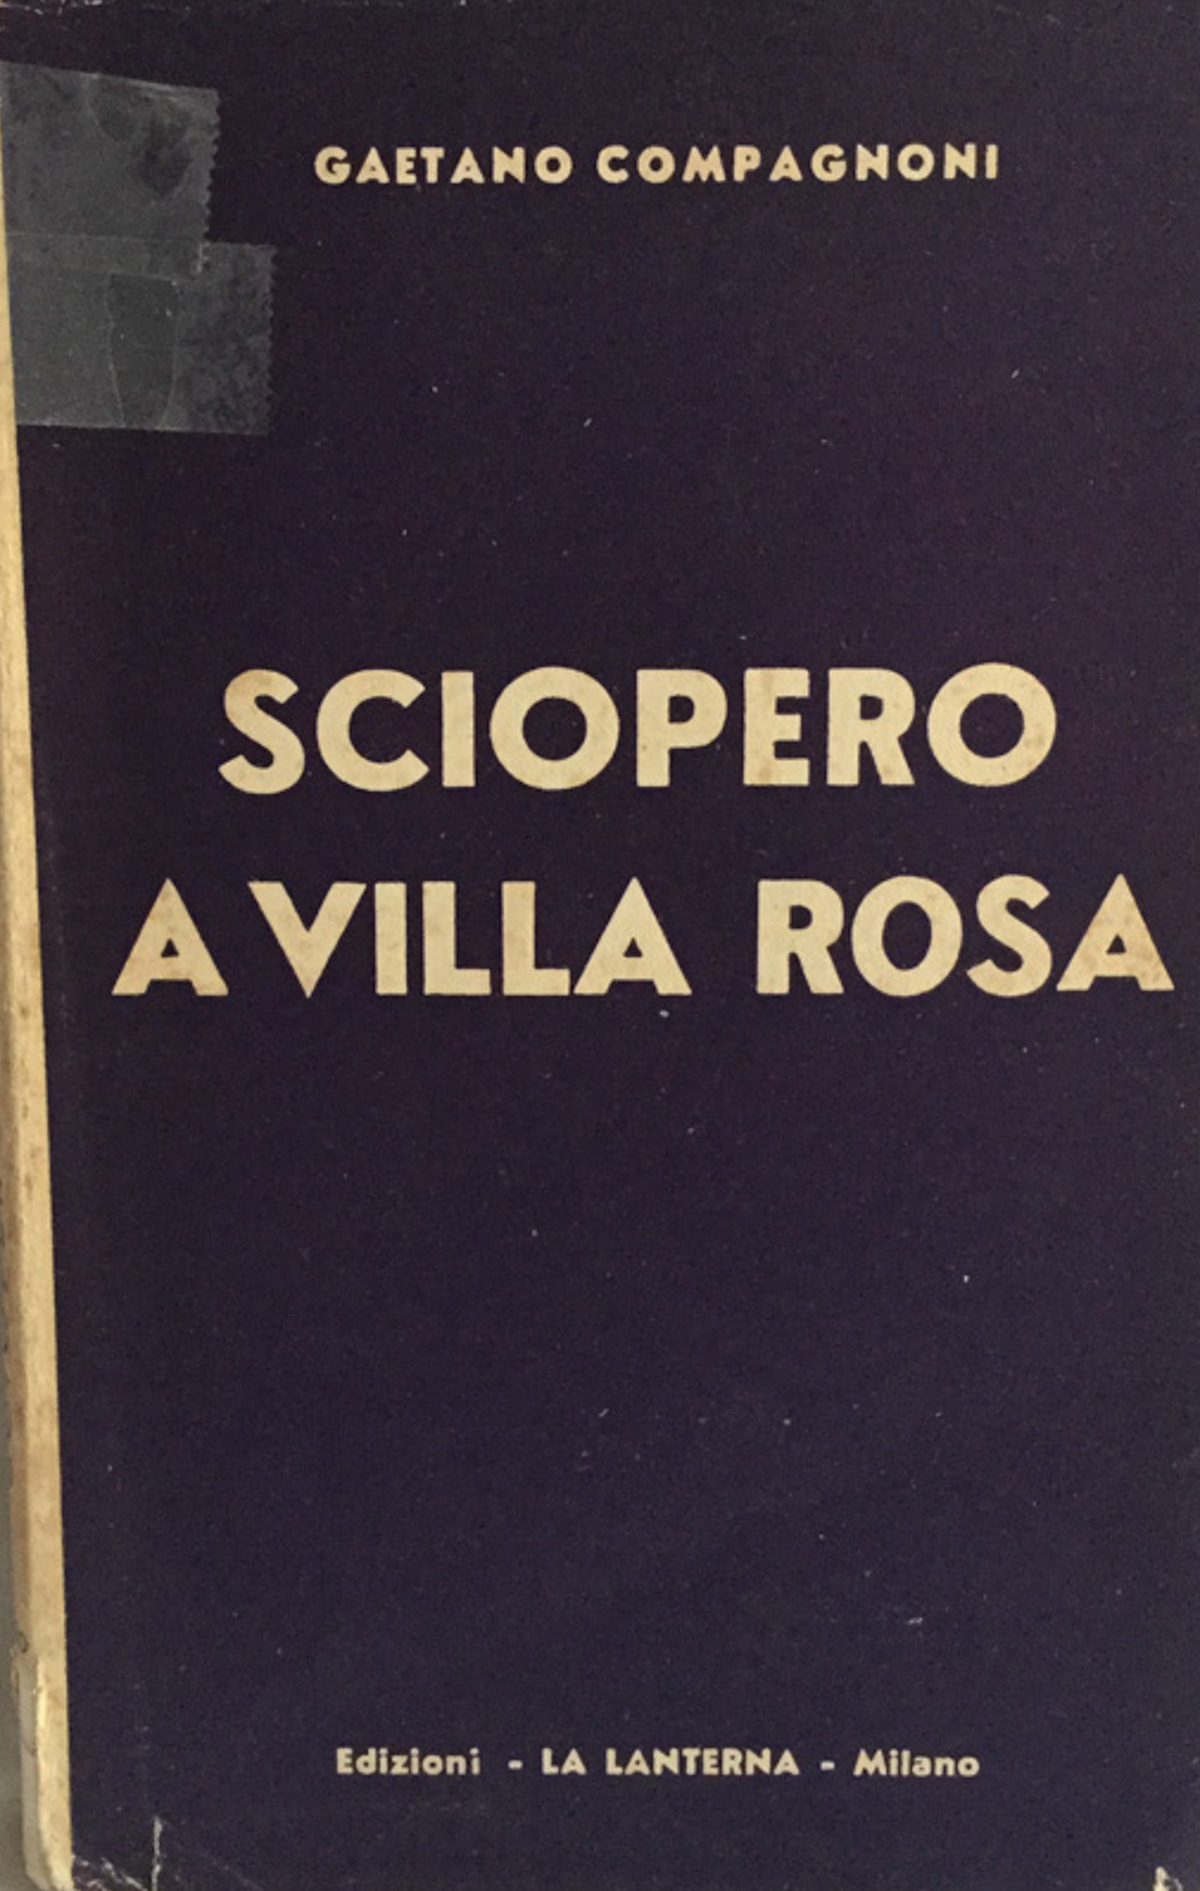 GAETANO COMPAGNONI
SCIOPERO
A VILLA ROSA
Edizioni - LA LANTERNA - Milano